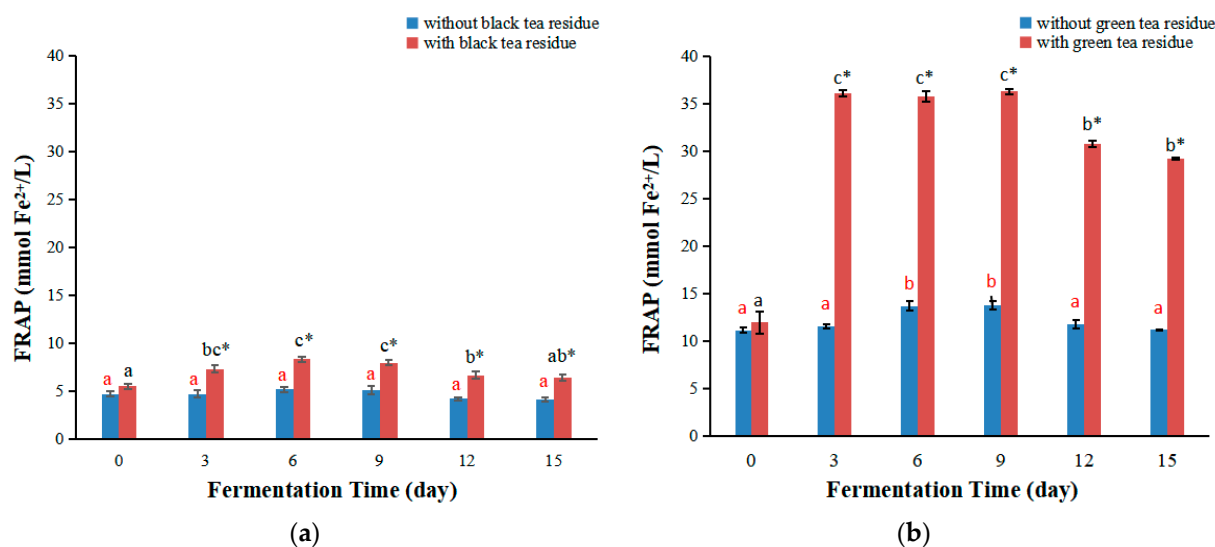 without black tea residue
with black tea residue
FRAP (mmol Fe²⁺/L)
40
35
30
25
20
15
10
5
0
a a
a bc*
a c*
a c*
a b*
a ab*
0 3 6 9 12 15
Fermentation Time (day)
(a)
without green tea residue
with green tea residue
FRAP (mmol Fe²⁺/L)
40
35
30
25
20
15
10
5
0
a a
a c*
b c*
b c*
a b*
a b*
0 3 6 9 12 15
Fermentation Time (day)
(b)